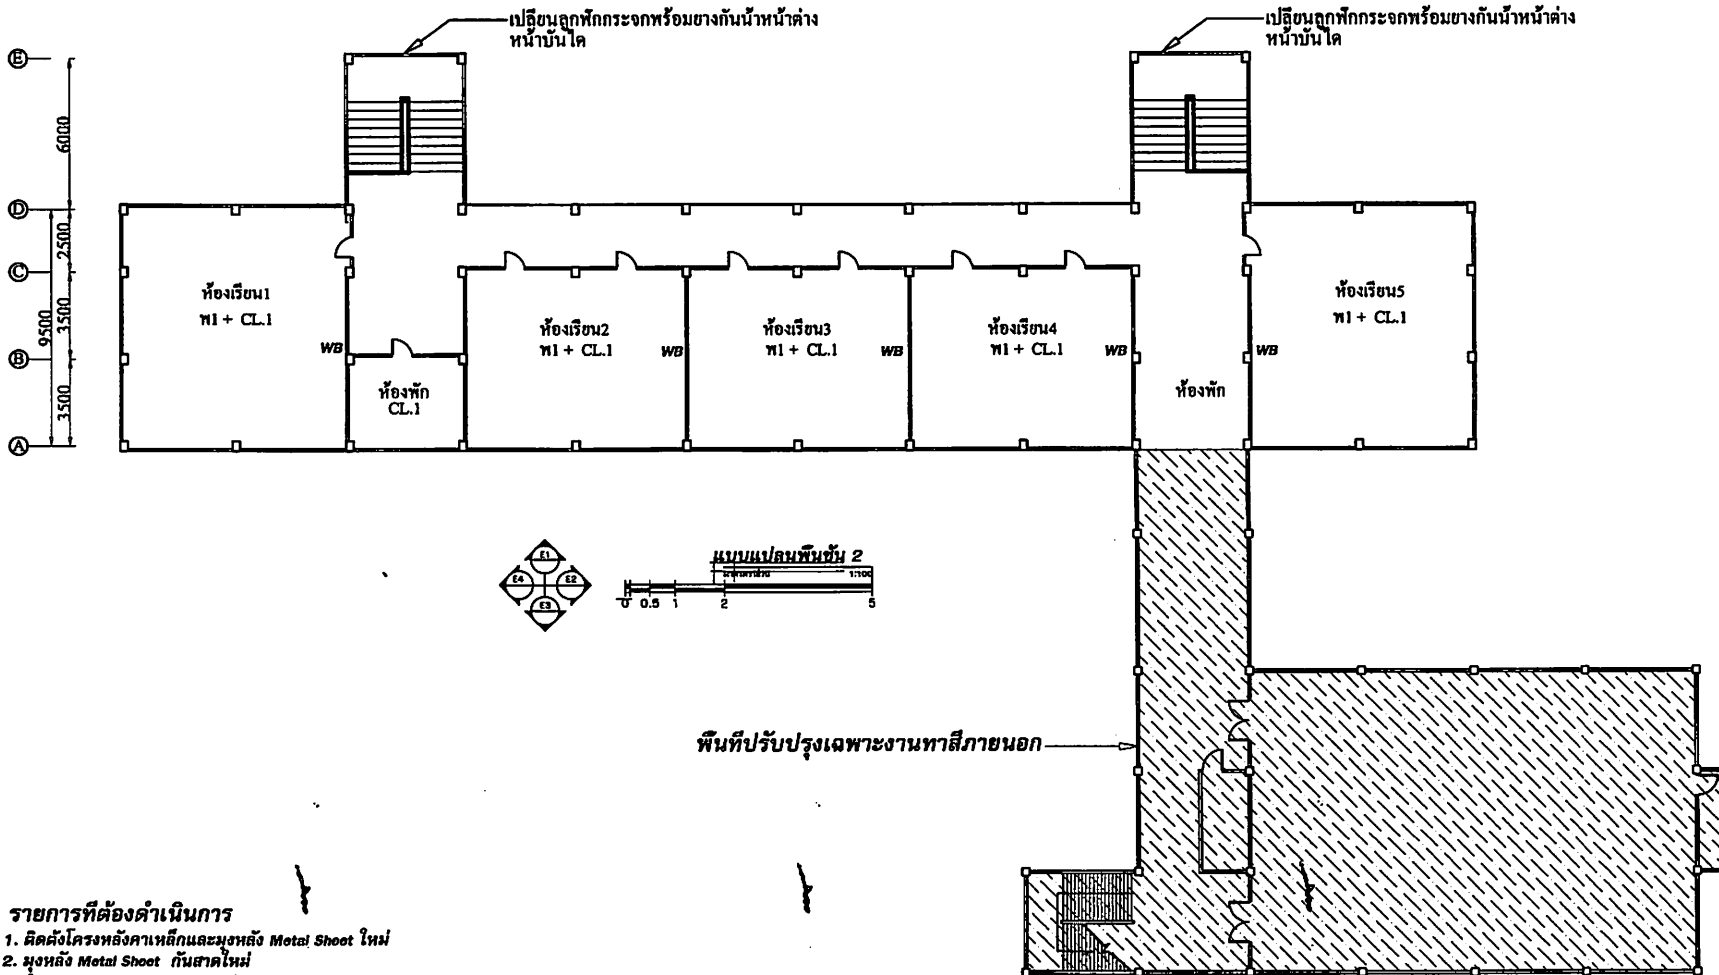 เปลี่ยนลูกฟักกระจกพร้อมยางกันน้ำหน้าต่าง
หน้าบันได
เปลี่ยนลูกฟักกระจกพร้อมยางกันน้ำหน้าต่าง
หน้าบันได
E
6000
D
2500
C
3500
9500
B
3500
A
ห้องเรียน1
พ1 + CL.1
WB
ห้องพัก
CL.1
ห้องเรียน2
พ1 + CL.1
WB
ห้องเรียน3
พ1 + CL.1
WB
ห้องเรียน4
พ1 + CL.1
WB
ห้องพัก
ห้องเรียน5
พ1 + CL.1
WB
E1
E4 E2
E3
แบบแปลนพื้นชั้น 2
1:100
0 0.5 1 2 5
พื้นที่ปรับปรุงเฉพาะงานทาสีภายนอก
รายการที่ต้องดำเนินการ
1. ติดตั้งโครงหลังคาเหล็กและมุงหลัง Metal Sheet ใหม่
2. มุงหลัง Metal Sheet กันสาดใหม่